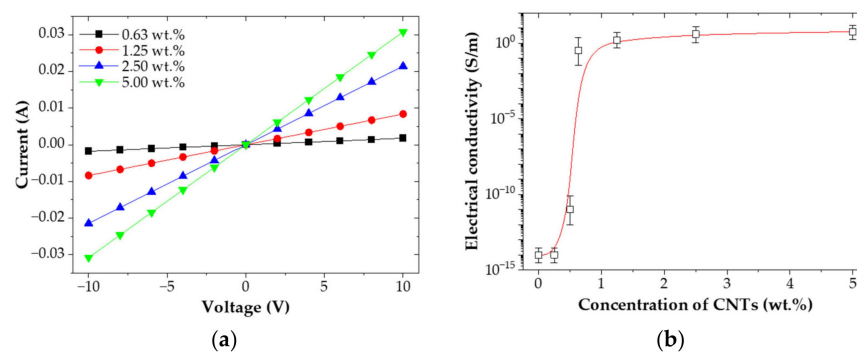 0.63 wt.%
1.25 wt.%
2.50 wt.%
5.00 wt.%
0.03
0.02
0.01
0.00
−0.01
−0.02
−0.03
Current (A)
−10 −5 0 5 10
Voltage (V)
(a)
10⁰
10⁻⁵
10⁻¹⁰
10⁻¹⁵
Electrical conductivity (S/m)
0 1 2 3 4 5
Concentration of CNTs (wt.%)
(b)